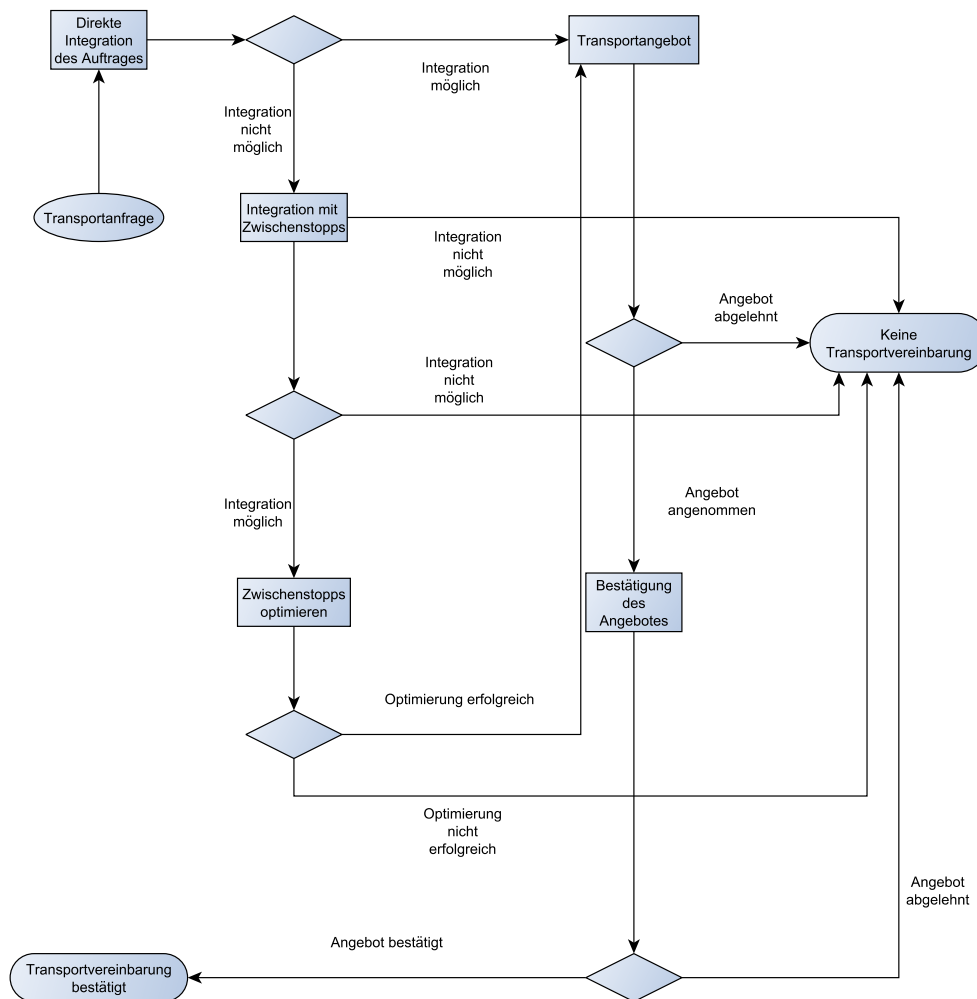 Direkte
Integration
des Auftrages
Transportangebot
Integration
möglich
Integration
nicht
möglich
Transportanfrage
Integration mit
Zwischenstopps
Integration
nicht
möglich
Angebot
abgelehnt
Keine
Transportvereinbarung
Integration
nicht
möglich
Integration
möglich
Angebot
angenommen
Zwischenstopps
optimieren
Bestätigung
des
Angebotes
Optimierung erfolgreich
Optimierung
nicht
erfolgreich
Angebot
abgelehnt
Angebot bestätigt
Transportvereinbarung
bestätigt